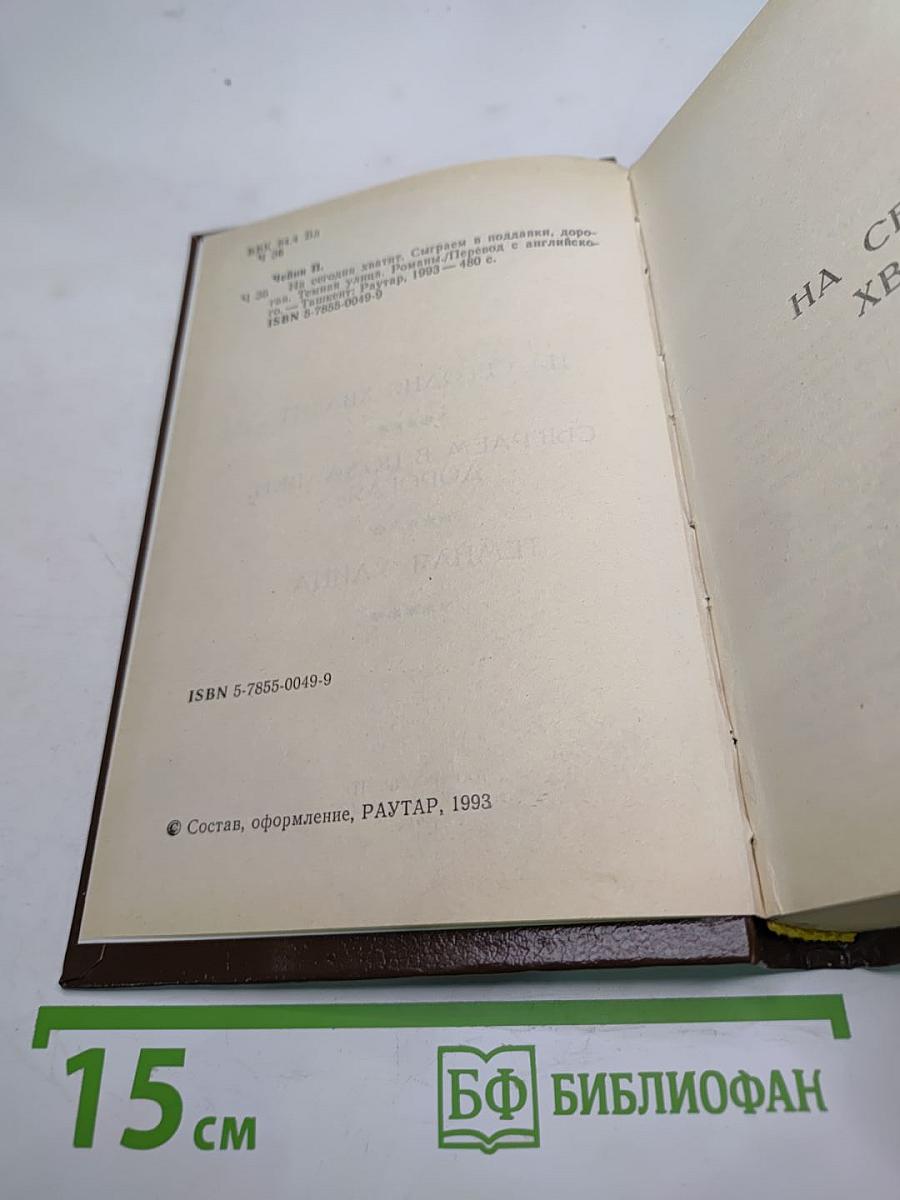 ББК 84.4 Вл
Ч 36
Чейни П.
Ч 36 На сегодня хватит. Сыграем в поддавки, доро-
гая. Темная улица. Романы./Перевод с английско-
го. — Ташкент: Раутар, 1993 — 480 с.
ISBN 5-7855-0049-9
ISBN 5-7855-0049-9
© Состав, оформление, РАУТАР, 1993
НА СЕ
ХВ
15 см
БФ БИБЛИОФАН